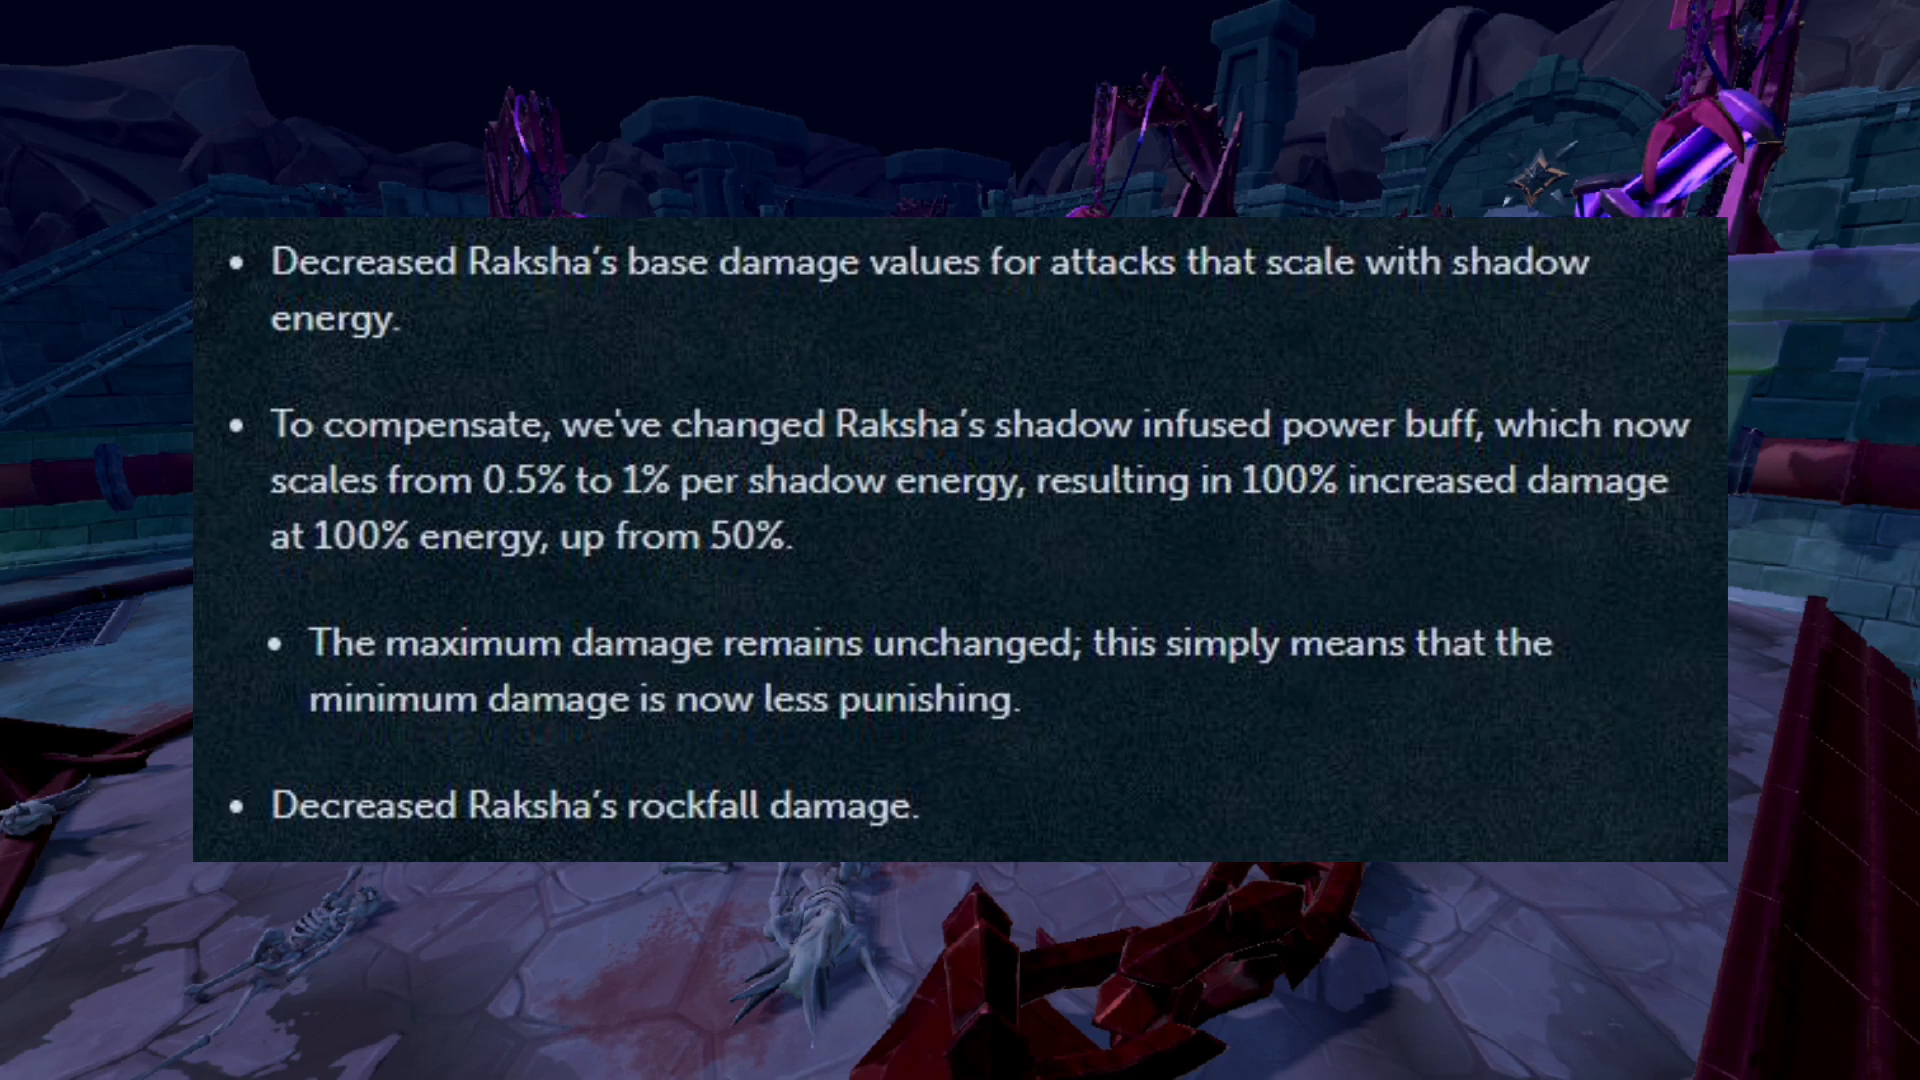 • Decreased Raksha’s base damage values for attacks that scale with shadow
energy.
• To compensate, we've changed Raksha’s shadow infused power buff, which now
scales from 0.5% to 1% per shadow energy, resulting in 100% increased damage
at 100% energy, up from 50%.
• The maximum damage remains unchanged; this simply means that the
minimum damage is now less punishing.
• Decreased Raksha’s rockfall damage.